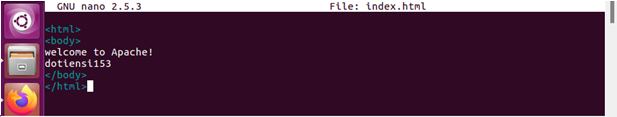 GNU nano 2.5.3 File: index.html
<html>
<body>
welcome to Apache!
dotiensi153
</body>
</html>